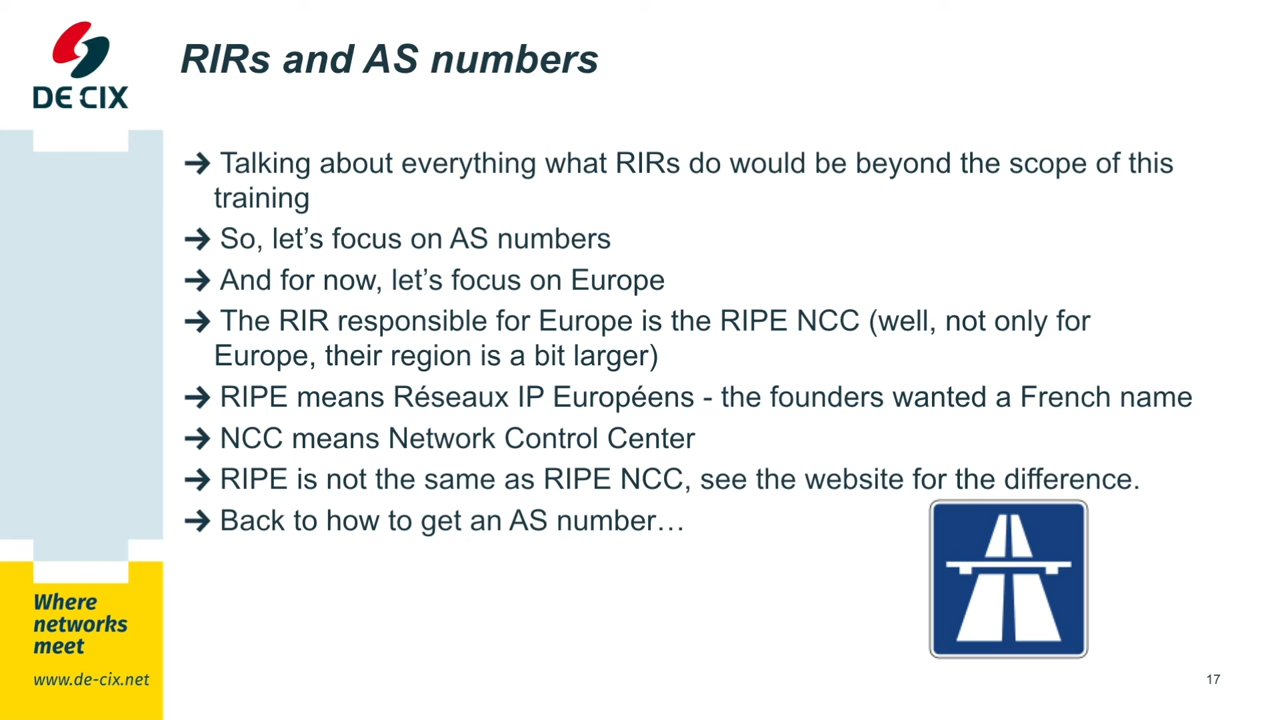 DE CIX
RIRs and AS numbers
➔ Talking about everything what RIRs do would be beyond the scope of this
training
➔ So, let's focus on AS numbers
➔ And for now, let's focus on Europe
➔ The RIR responsible for Europe is the RIPE NCC (well, not only for
Europe, their region is a bit larger)
➔ RIPE means Réseaux IP Européens - the founders wanted a French name
➔ NCC means Network Control Center
➔ RIPE is not the same as RIPE NCC, see the website for the difference.
➔ Back to how to get an AS number…
Where
networks
meet
www.de-cix.net
17